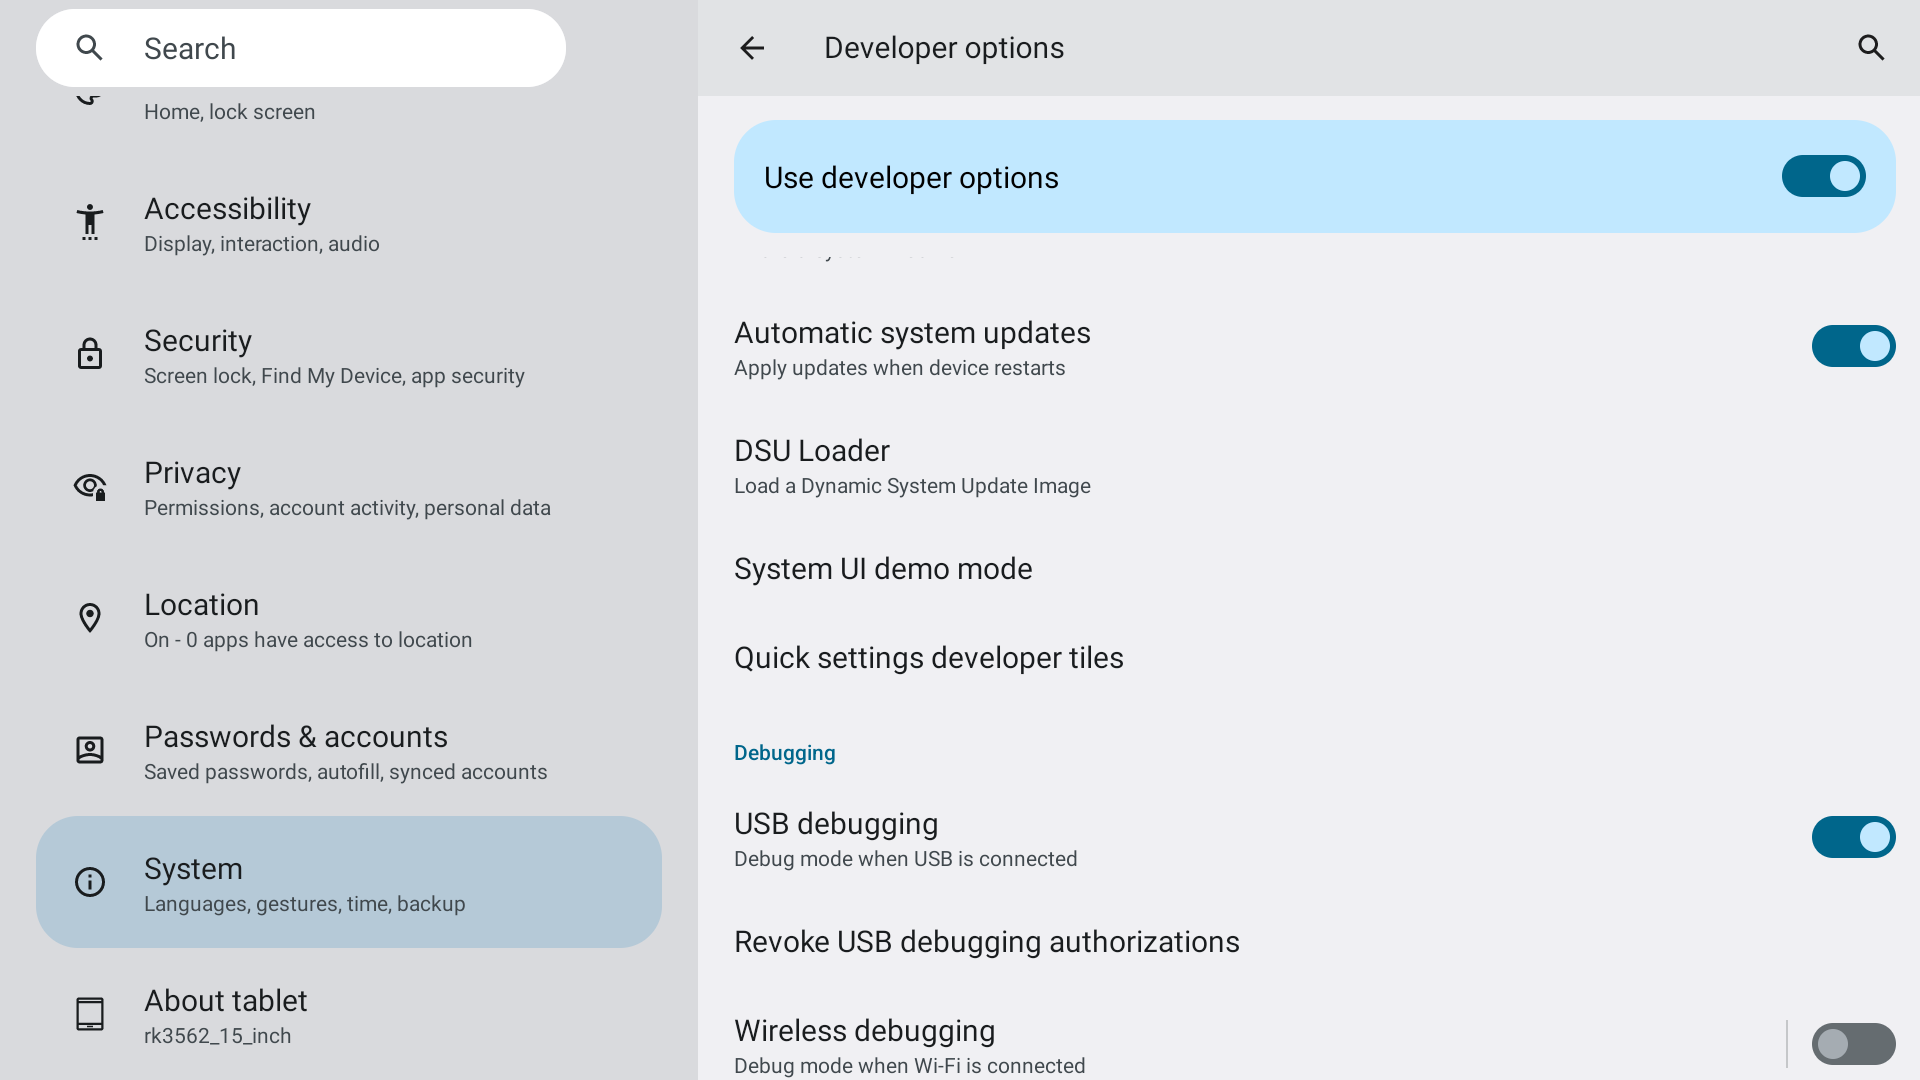 Search
Home, lock screen
Accessibility
Display, interaction, audio
Security
Screen lock, Find My Device, app security
Privacy
Permissions, account activity, personal data
Location
On - 0 apps have access to location
Passwords & accounts
Saved passwords, autofill, synced accounts
System
Languages, gestures, time, backup
About tablet
rk3562_15_inch
Developer options
Use developer options
Automatic system updates
Apply updates when device restarts
DSU Loader
Load a Dynamic System Update Image
System UI demo mode
Quick settings developer tiles
Debugging
USB debugging
Debug mode when USB is connected
Revoke USB debugging authorizations
Wireless debugging
Debug mode when Wi-Fi is connected